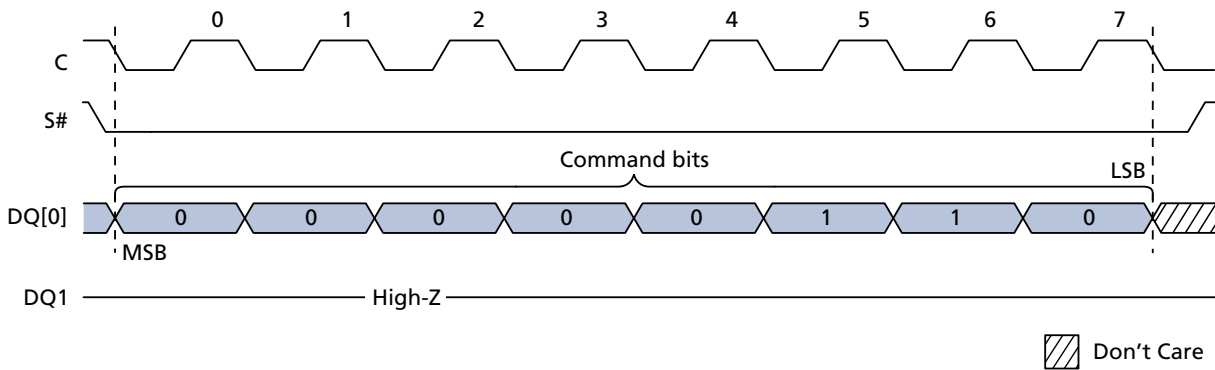 0 1 2 3 4 5 6 7
C
S#
Command bits
LSB
DQ[0] 0 0 0 0 0 1 1 0
MSB
DQ1 High-Z
Don't Care